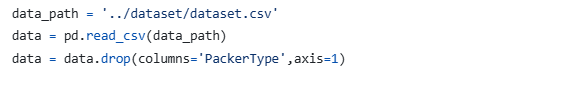 data_path = '../dataset/dataset.csv'
data = pd.read_csv(data_path)
data = data.drop(columns='PackerType',axis=1)